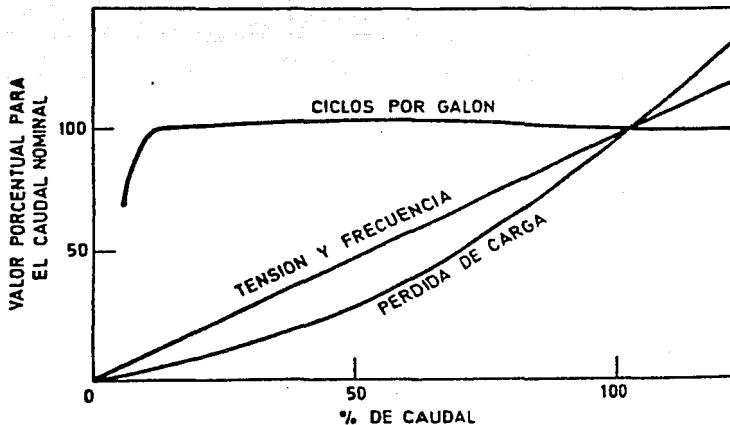 VALOR PORCENTUAL PARA
EL CAUDAL NOMINAL
100
50
0
50
100
% DE CAUDAL
CICLOS POR GALON
TENSION Y FRECUENCIA
PERDIDA DE CARGA